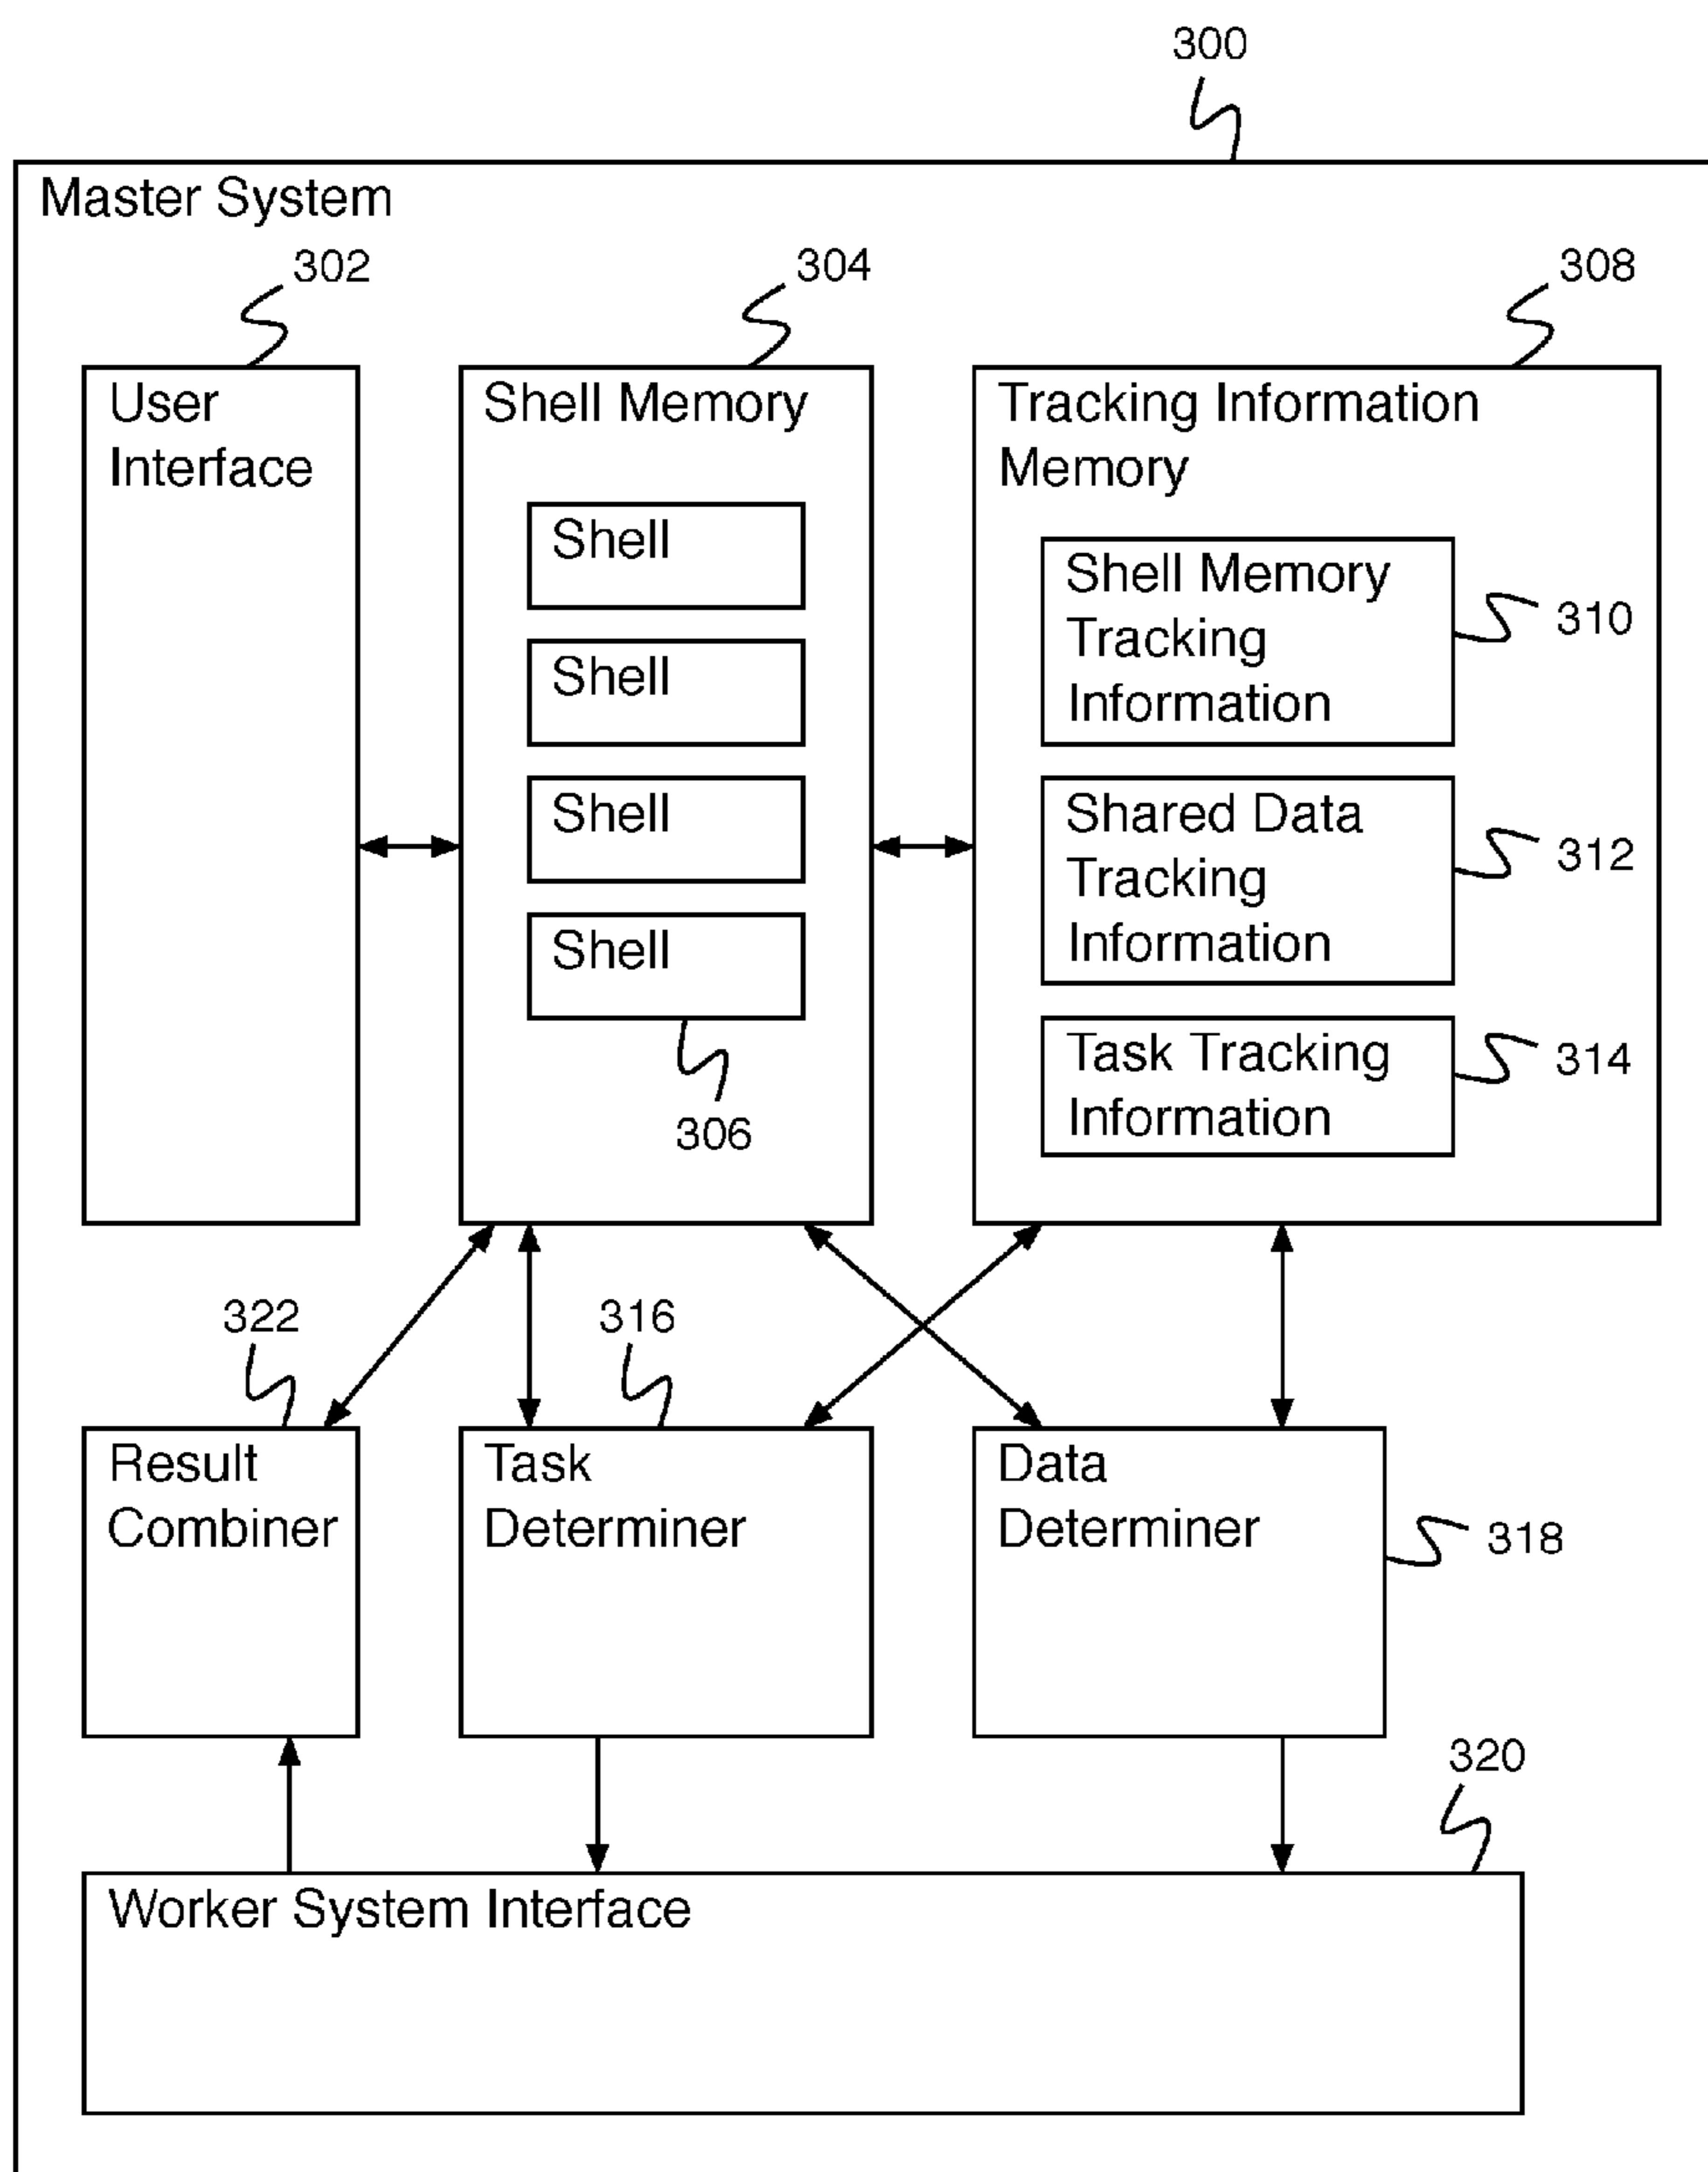 300
Master System
302
304
308
User
Interface
Shell Memory
Tracking Information
Memory
Shell
Shell
Shell
Shell
306
Shell Memory
Tracking
Information
310
Shared Data
Tracking
Information
312
Task Tracking
Information
314
322
316
Result
Combiner
Task
Determiner
Data
Determiner
318
320
Worker System Interface